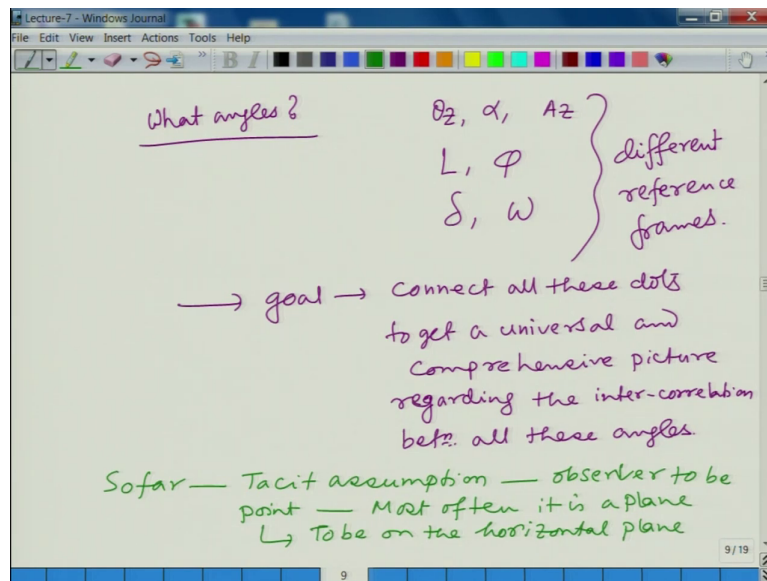 Lecture-7 - Windows Journal
File Edit View Insert Actions Tools Help
B I
What angles?
θz, α, Az
L, φ
δ, ω
different
reference
frames.
→ goal → connect all these dots
to get a universal and
comprehensive picture
regarding the inter-correlation
betn. all these angles.
Sofar — Tacit assumption — observer to be
point — Most often it is a plane
↳ To be on the horizontal plane
9/19
9